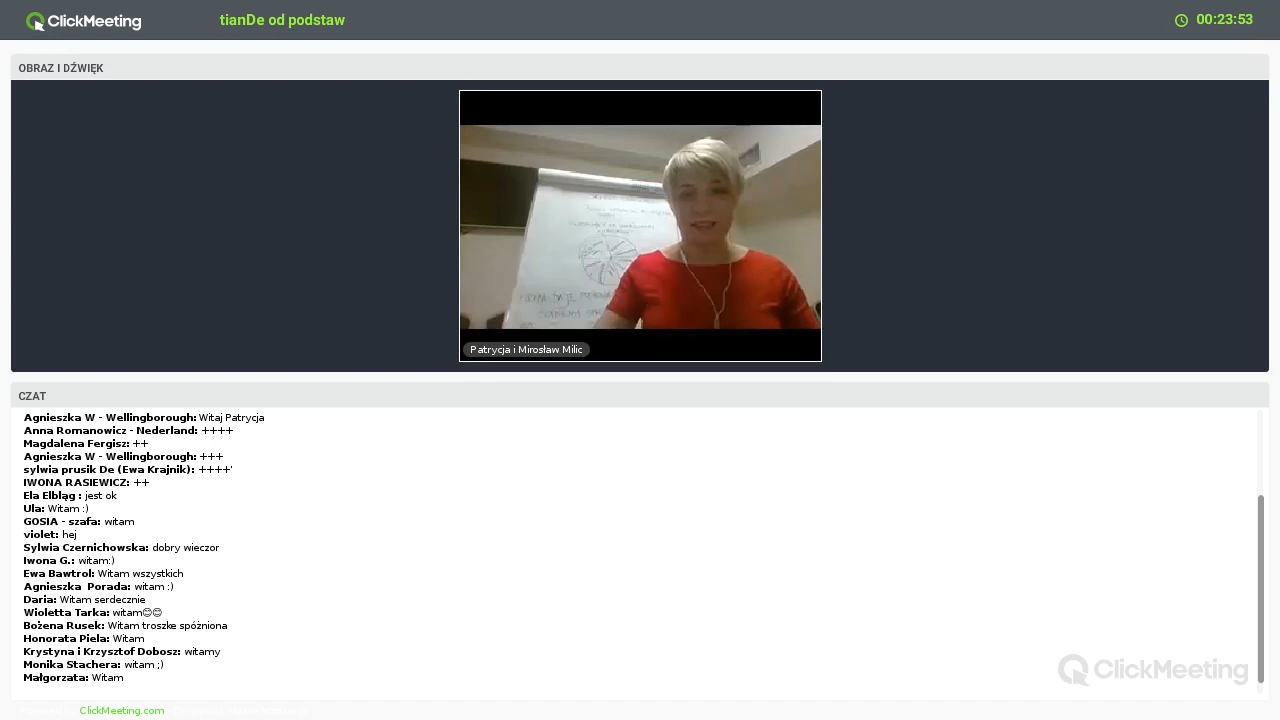 ClickMeeting
tianDe od podstaw
00:23:53
OBRAZ I DŹWIĘK
Patrycja i Mirosław Milic
CZAT
Agnieszka W - Wellingborough: Witaj Patrycja
Anna Romanowicz - Nederland: ++++
Magdalena Fergisz: ++
Agnieszka W - Wellingborough: +++
sylwia prusik De (Ewa Krajnik): ++++'
IWONA RASIEWICZ: ++
Ela Elbląg : jest ok
Ula: Witam :)
GOSIA - szafa: witam
violet: hej
Sylwia Czernichowska: dobry wieczor
Iwona G.: witam:)
Ewa Bawtrol: Witam wszystkich
Agnieszka  Porada: witam :)
Daria: Witam serdecznie
Wioletta Tarka: witam😊😊
Bożena Rusek: Witam troszke spóżniona
Honorata Piela: Witam
Krystyna i Krzysztof Dobosz: witamy
Monika Stachera: witam ;)
Małgorzata: Witam
ClickMeeting
ClickMeeting.com